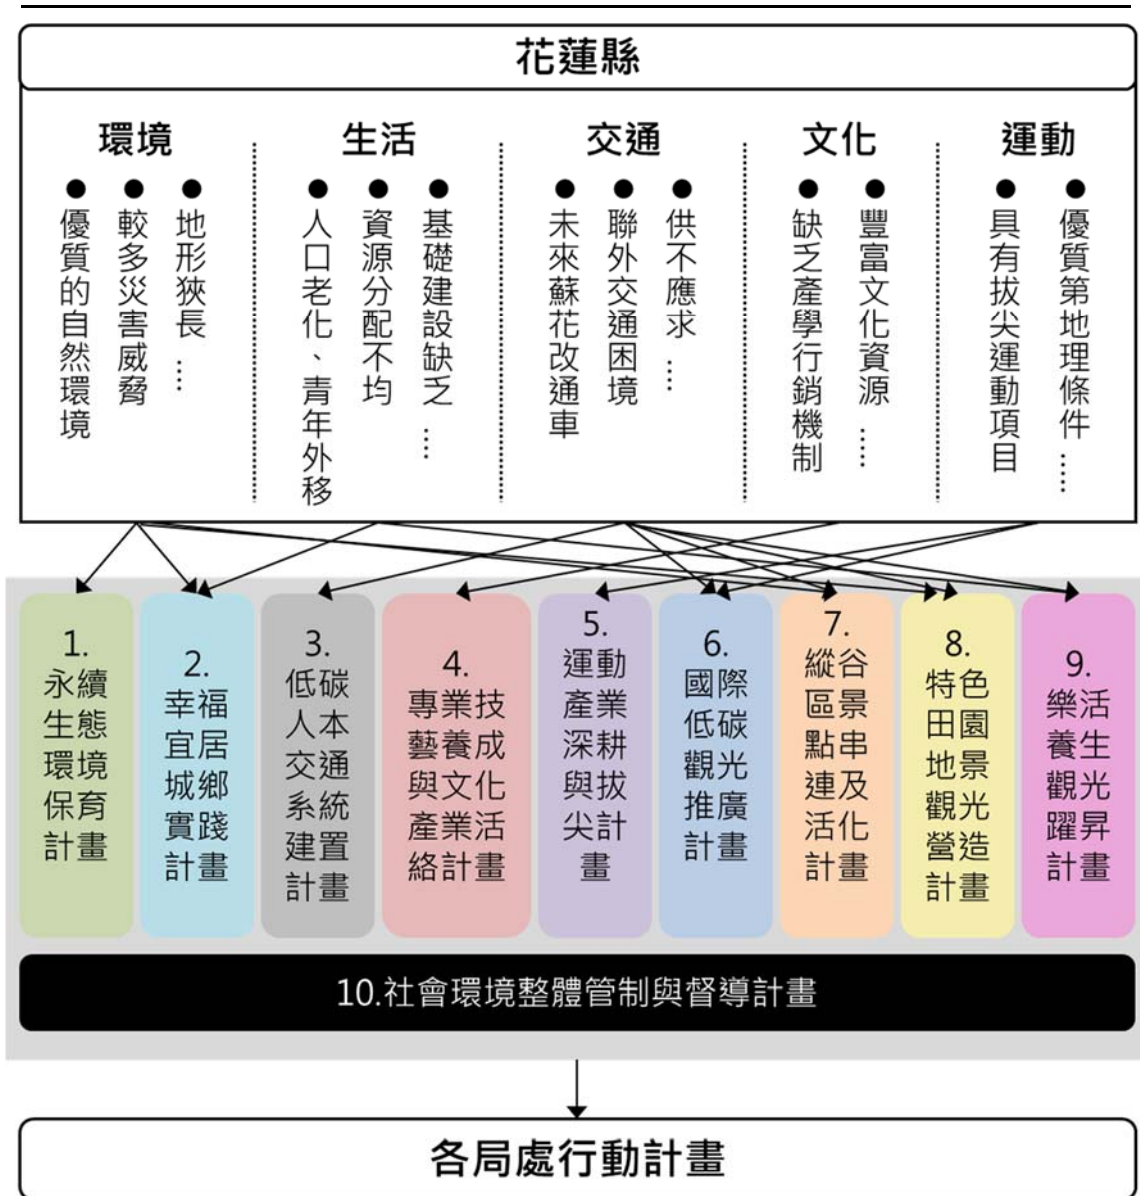 花蓮縣
環境
●優質的自然環境
●較多災害威脅
●地形狹長…
生活
●人口老化、青年外移
●資源分配不均
●基礎建設缺乏…
交通
●未來蘇花改通車
●聯外交通困境
●供不應求…
文化
●缺乏產學行銷機制
●豐富文化資源…
運動
●具有拔尖運動項目
●優質第地理條件…
1.
永續
生態
環境
保育
計畫
2.
幸福
宜居
城鄉
實踐
計畫
3.
低碳
人本
交通
系統
建置
計畫
4.
專業技
藝養成
與文化
產業活
絡計畫
5.
運動
產業
深耕
與拔
尖計
畫
6.
國際
低碳
觀光
推廣
計畫
7.
縱谷
區景
點串
連及
活化
計畫
8.
特色
田園
地景
觀光
營造
計畫
9.
樂活
養生
觀光
躍昇
計畫
10.社會環境整體管制與督導計畫
各局處行動計畫